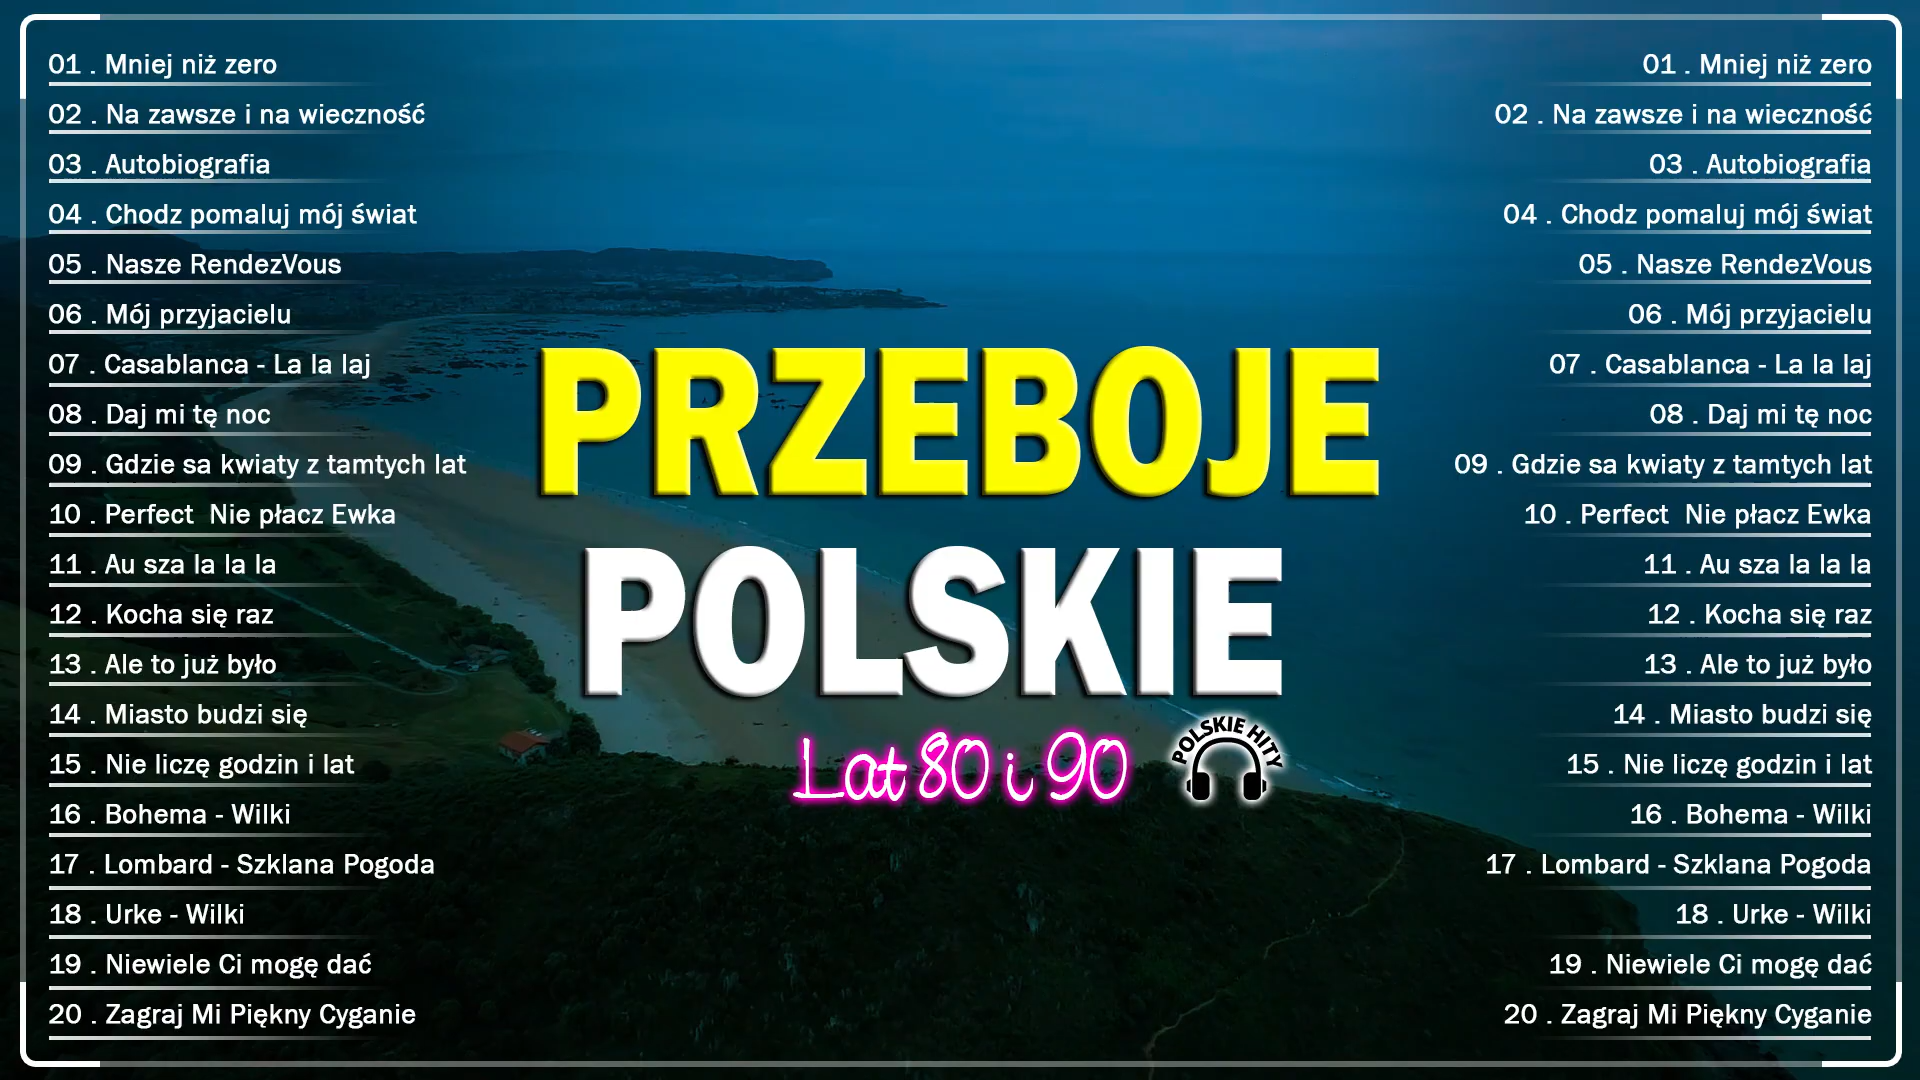 01 . Mniej niż zero
02 . Na zawsze i na wieczność
03 . Autobiografia
04 . Chodz pomaluj mój świat
05 . Nasze RendezVous
06 . Mój przyjacielu
07 . Casablanca - La la laj
08 . Daj mi tę noc
09 . Gdzie sa kwiaty z tamtych lat
10 . Perfect  Nie płacz Ewka
11 . Au sza la la la
12 . Kocha się raz
13 . Ale to już było
14 . Miasto budzi się
15 . Nie liczę godzin i lat
16 . Bohema - Wilki
17 . Lombard - Szklana Pogoda
18 . Urke - Wilki
19 . Niewiele Ci mogę dać
20 . Zagraj Mi Piękny Cyganie
PRZEBOJE
POLSKIE
Lat 80 i 90
POLSKIE HITY
01 . Mniej niż zero
02 . Na zawsze i na wieczność
03 . Autobiografia
04 . Chodz pomaluj mój świat
05 . Nasze RendezVous
06 . Mój przyjacielu
07 . Casablanca - La la laj
08 . Daj mi tę noc
09 . Gdzie sa kwiaty z tamtych lat
10 . Perfect  Nie płacz Ewka
11 . Au sza la la la
12 . Kocha się raz
13 . Ale to już było
14 . Miasto budzi się
15 . Nie liczę godzin i lat
16 . Bohema - Wilki
17 . Lombard - Szklana Pogoda
18 . Urke - Wilki
19 . Niewiele Ci mogę dać
20 . Zagraj Mi Piękny Cyganie